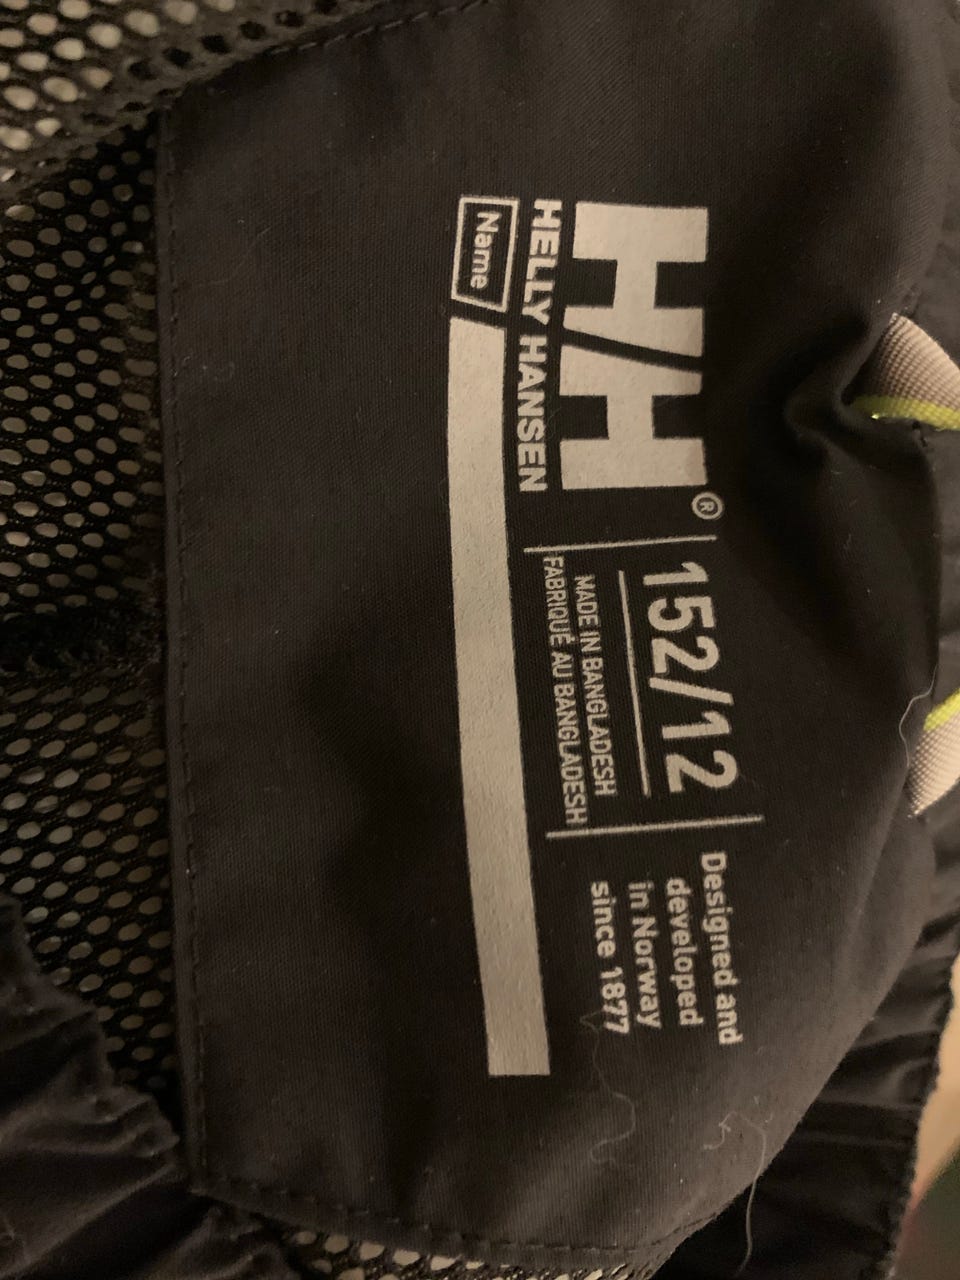 HH®
HELLY HANSEN
Name
152/12
MADE IN BANGLADESH
FABRIQUÉ AU BANGLADESH
Designed and
developed
in Norway
since 1877